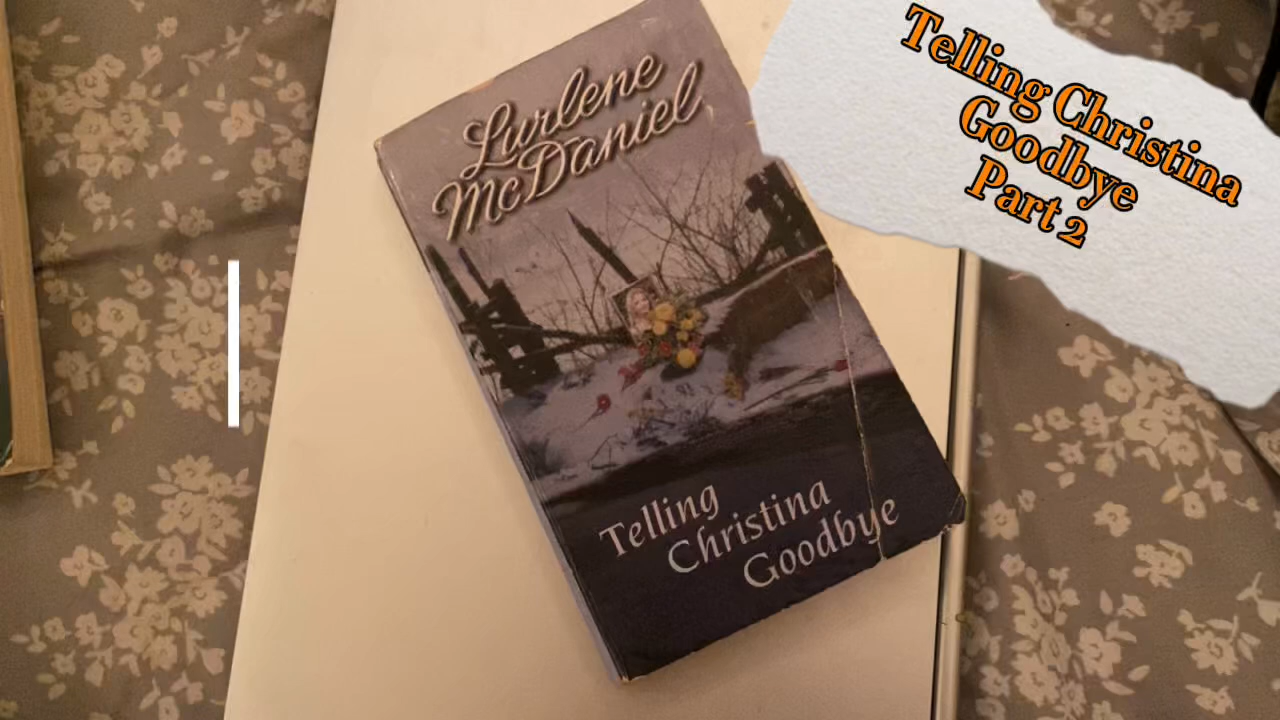 Lurlene
McDaniel
Telling
Christina
Goodbye
Telling Christina
Goodbye
Part 2